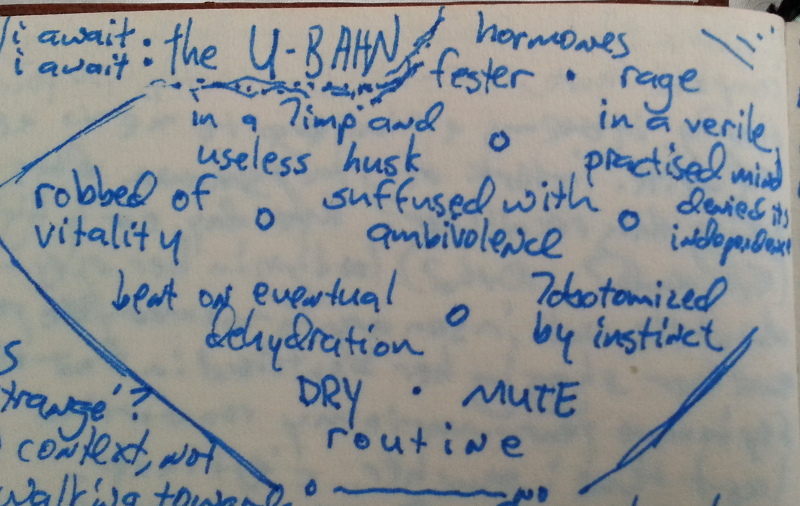 i await • the U-BAHN
i await •
hormones
fester • rage
in a limp and
useless husk
in a verile,
practised mind
denied its
independence
robbed of
vitality
suffused with
ambivolence
bent on eventual
dehydration
lobotomized
by instinct
DRY • MUTE
routine
trange'?
context, not
walking toward